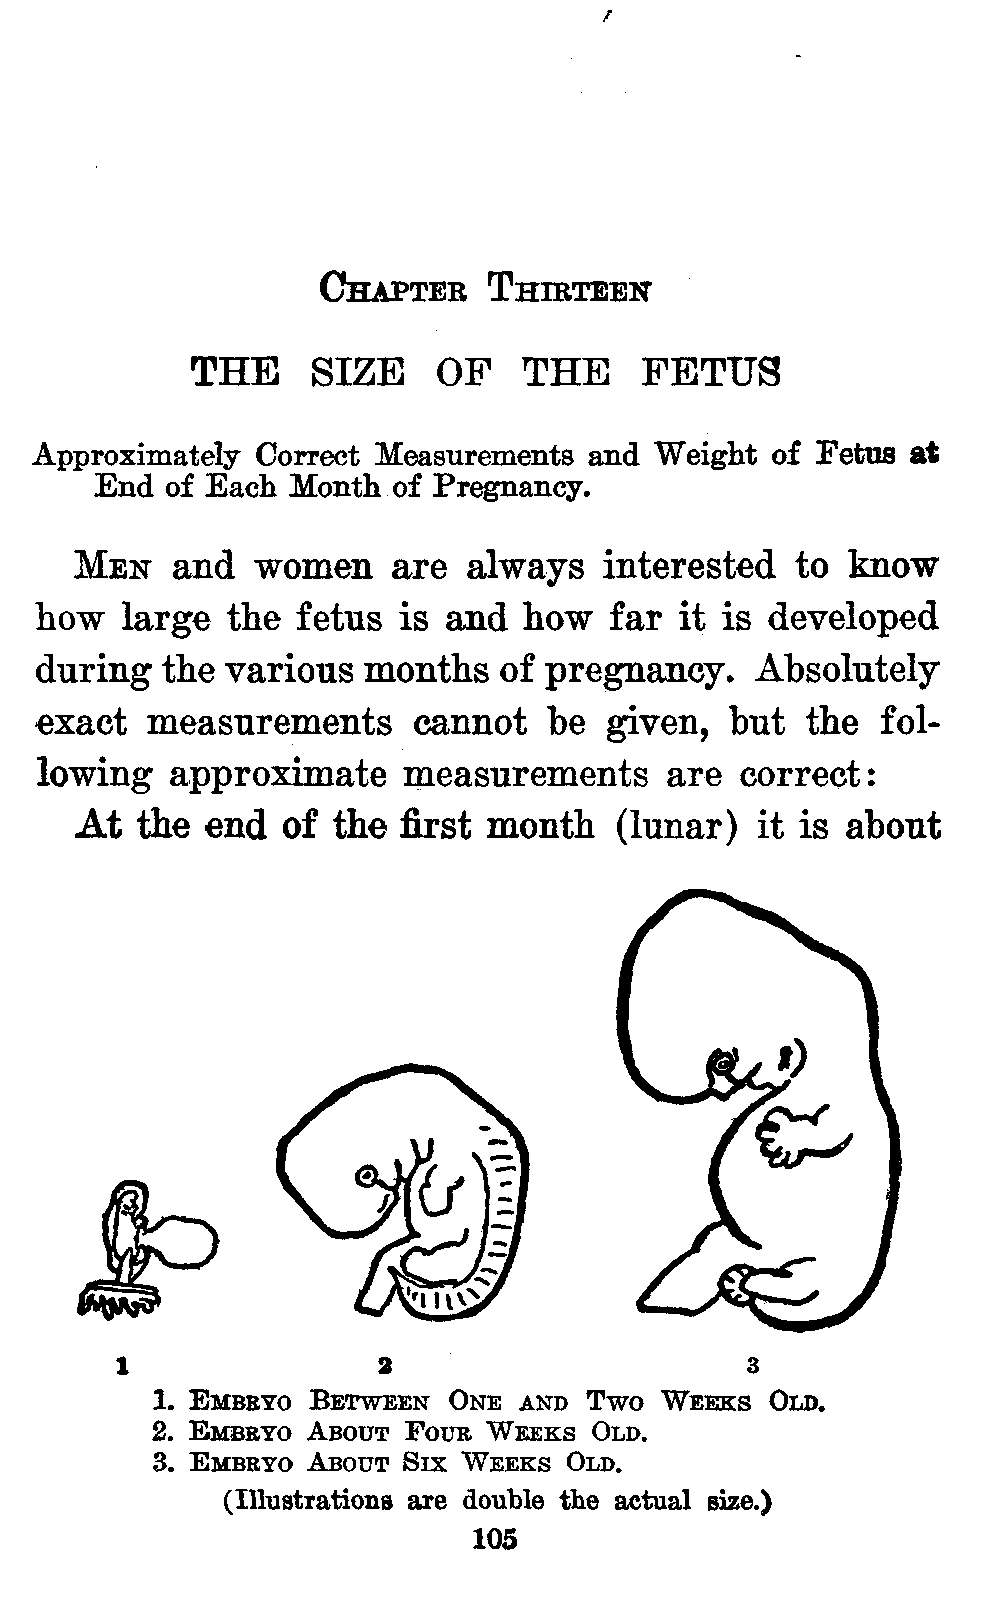 CHAPTER THIRTEEN
THE SIZE OF THE FETUS
Approximately Correct Measurements and Weight of Fetus at
End of Each Month of Pregnancy.
MEN and women are always interested to know
how large the fetus is and how far it is developed
during the various months of pregnancy. Absolutely
exact measurements cannot be given, but the fol-
lowing approximate measurements are correct:
At the end of the first month (lunar) it is about
1 2 3
1. EMBRYO BETWEEN ONE AND TWO WEEKS OLD.
2. EMBRYO ABOUT FOUR WEEKS OLD.
3. EMBRYO ABOUT SIX WEEKS OLD.
(Illustrations are double the actual size.)
105